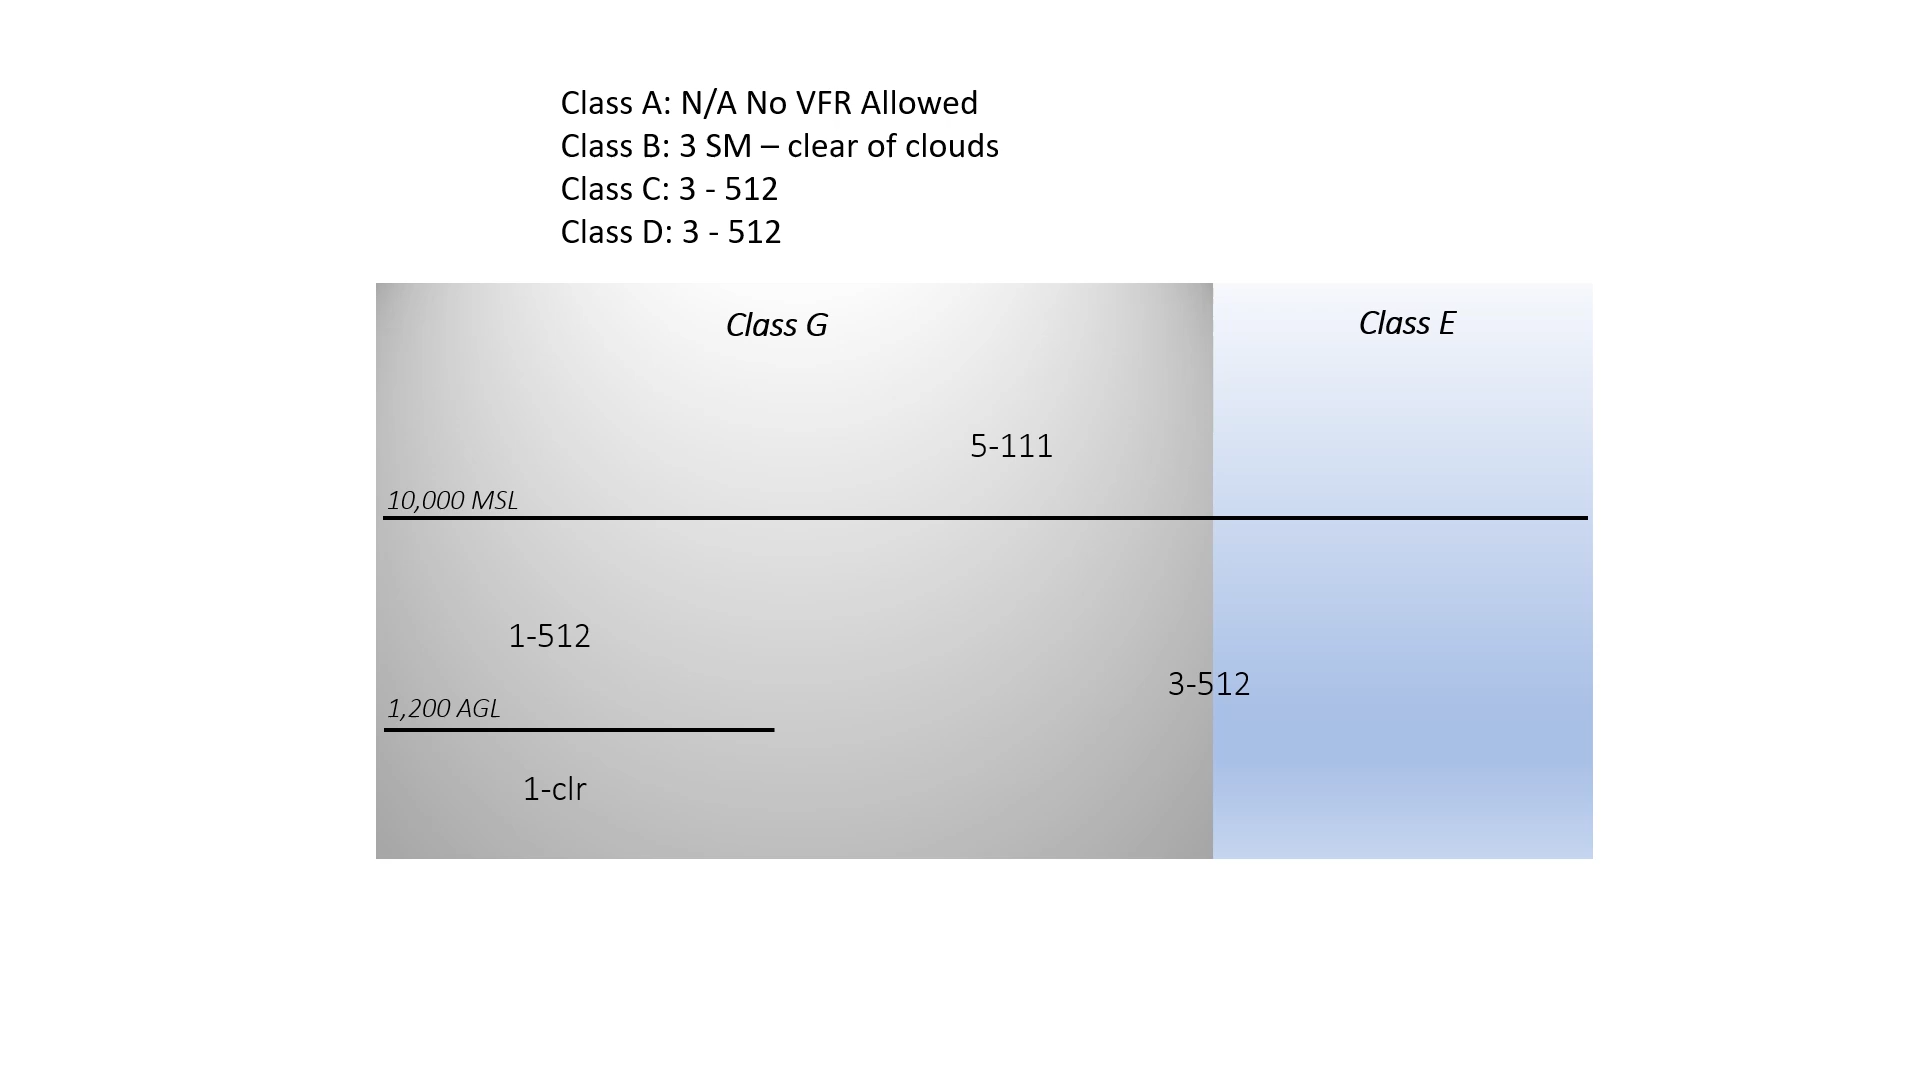 Class A: N/A No VFR Allowed
Class B: 3 SM – clear of clouds
Class C: 3 - 512
Class D: 3 - 512
Class G
Class E
5-111
10,000 MSL
1-512
3-512
1,200 AGL
1-clr